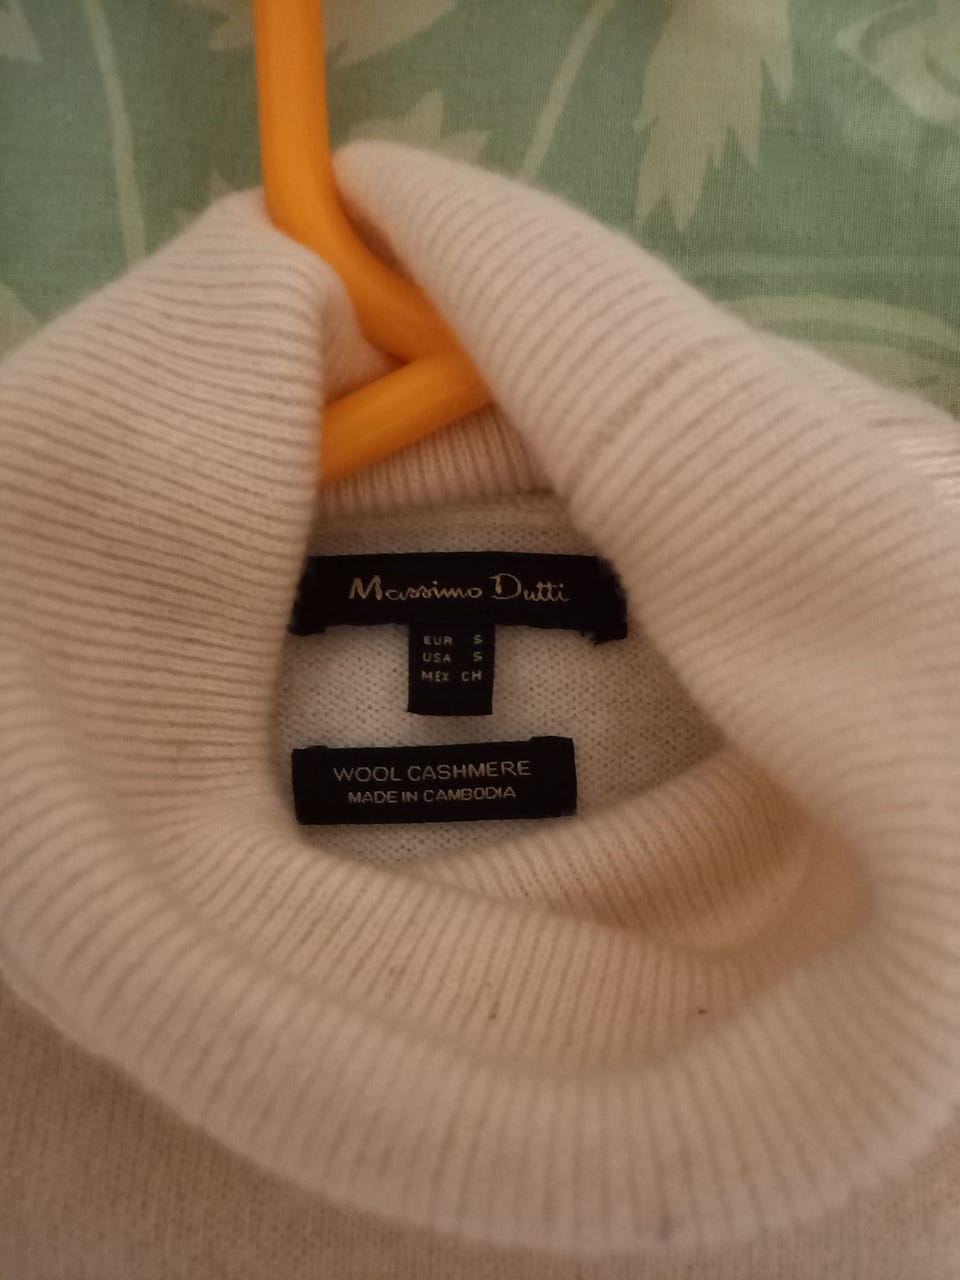 Massimo Dutti
EUR S
USA S
MEX CH
WOOL CASHMERE
MADE IN CAMBODIA